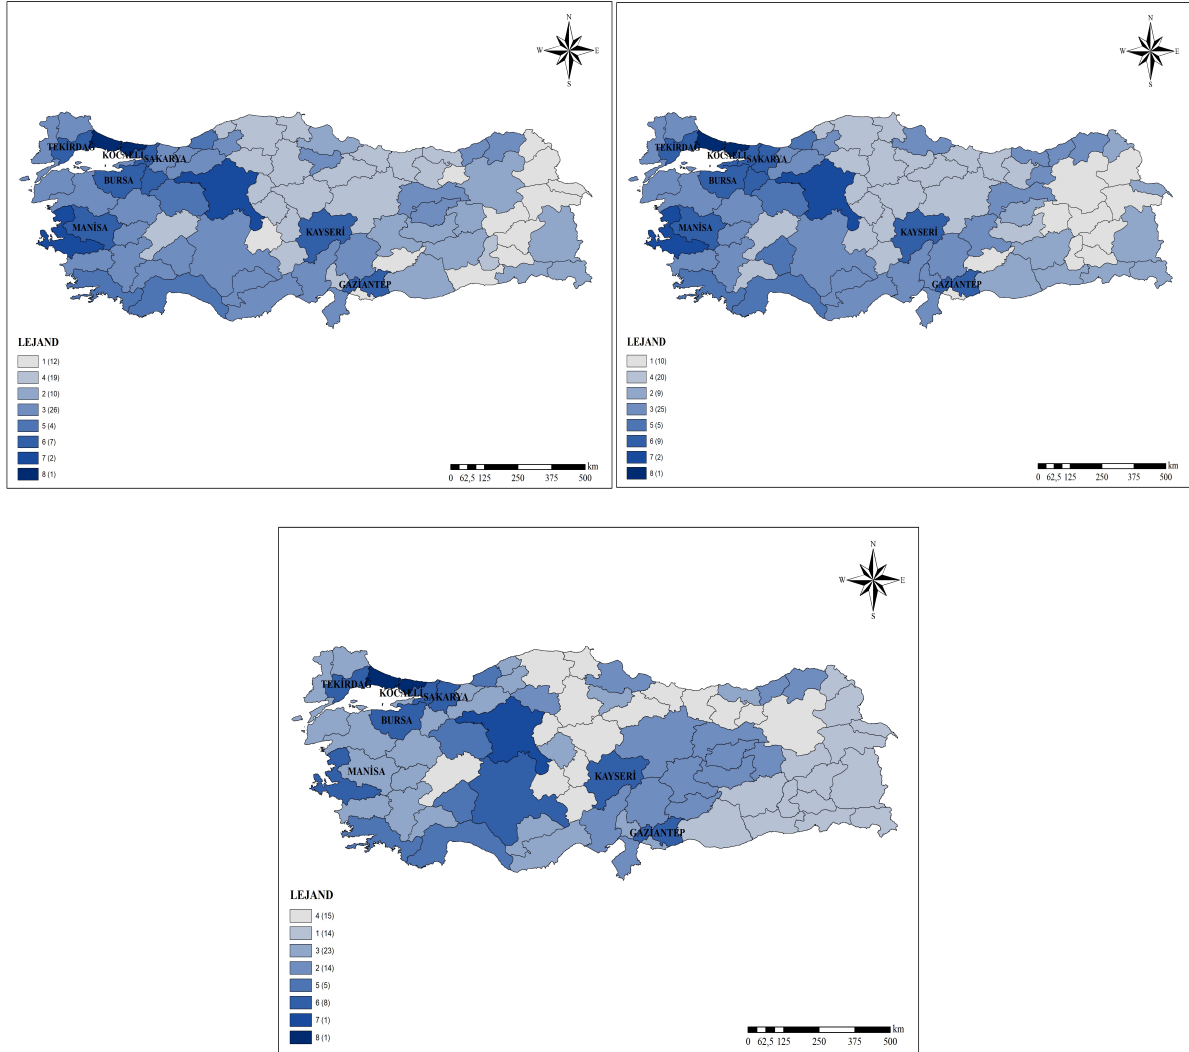 N
W E
S
TEKİRDAĞ
KOCAELİ
SAKARYA
BURSA
MANİSA
KAYSERİ
GAZİANTEP
LEJAND
1 (12)
4 (19)
2 (10)
3 (26)
5 (4)
6 (7)
7 (2)
8 (1)
km
0 62,5 125 250 375 500
N
W E
S
TEKİRDAĞ
KOCAELİ
SAKARYA
BURSA
MANİSA
KAYSERİ
GAZİANTEP
LEJAND
1 (10)
4 (20)
2 (9)
3 (25)
5 (5)
6 (9)
7 (2)
8 (1)
km
0 62,5 125 250 375 500
N
W E
S
TEKİRDAĞ
KOCAELİ
SAKARYA
BURSA
MANİSA
KAYSERİ
GAZİANTEP
LEJAND
4 (15)
1 (14)
3 (23)
2 (14)
5 (5)
6 (8)
7 (1)
8 (1)
km
0 62,5 125 250 375 500